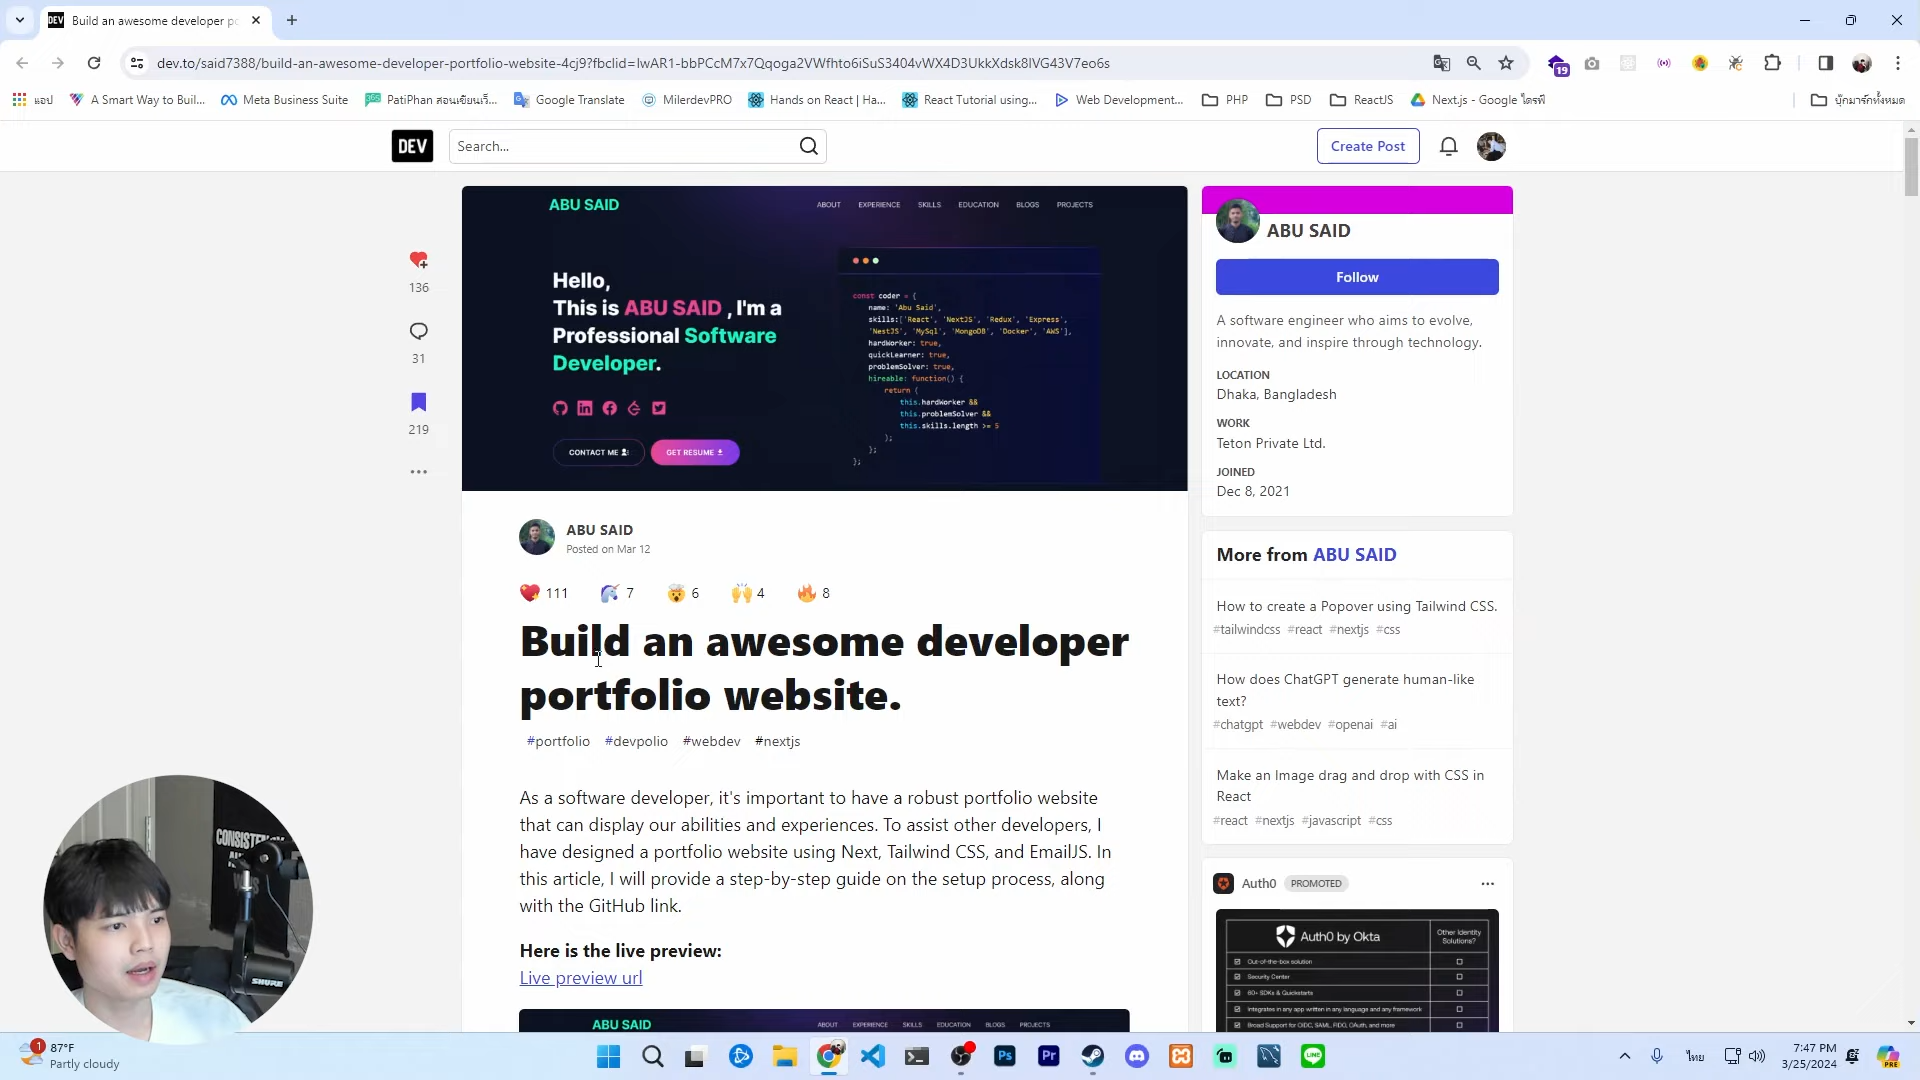 DEV Build an awesome developer po
dev.to/said7388/build-an-awesome-developer-portfolio-website-4cj9?fbclid=IwAR1-bbPCcM7x7Qqoga2VWfhto6iSuS3404vWX4D3UkkXdsk8lVG43V7eo6s
19
แอป A Smart Way to Buil... Meta Business Suite PatiPhan สอนเขียนเว็... Google Translate MilerdevPRO Hands on React | Ha... React Tutorial using... Web Development... PHP PSD ReactJS Next.js - Google ไดรฟ์ บุ๊กมาร์กทั้งหมด
DEV Search... Create Post
ABU SAID ABOUT EXPERIENCE SKILLS EDUCATION BLOGS PROJECTS
Hello,
This is ABU SAID , I'm a
Professional Software
Developer.
CONTACT ME GET RESUME
const coder = {
name: 'Abu Said',
skills:['React', 'NextJS', 'Redux', 'Express',
'NestJS', 'MySql', 'MongoDB', 'Docker', 'AWS'],
hardWorker: true,
quickLearner: true,
problemSolver: true,
hireable: function() {
return (
this.hardWorker &&
this.problemSolver &&
this.skills.length >= 5
);
};
};
136
31
219
ABU SAID
Posted on Mar 12
111 7 6 4 8
Build an awesome developer
portfolio website.
#portfolio #devpolio #webdev #nextjs
As a software developer, it's important to have a robust portfolio website
that can display our abilities and experiences. To assist other developers, I
have designed a portfolio website using Next, Tailwind CSS, and EmailJS. In
this article, I will provide a step-by-step guide on the setup process, along
with the GitHub link.
Here is the live preview:
Live preview url
ABU SAID ABOUT EXPERIENCE SKILLS EDUCATION BLOGS PROJECTS
ABU SAID
Follow
A software engineer who aims to evolve,
innovate, and inspire through technology.
LOCATION
Dhaka, Bangladesh
WORK
Teton Private Ltd.
JOINED
Dec 8, 2021
More from ABU SAID
How to create a Popover using Tailwind CSS.
#tailwindcss #react #nextjs #css
How does ChatGPT generate human-like
text?
#chatgpt #webdev #openai #ai
Make an Image drag and drop with CSS in
React
#react #nextjs #javascript #css
Auth0 PROMOTED
Auth0 by Okta
Other Identity
Solutions?
Out-of-the-box solution
Security Center
60+ SDKs & Quickstarts
Integrates in any app written in any language and any framework
Broad Support for OIDC, SAML, FIDO, OAuth, and more
SHURE
1 87°F
Partly cloudy
Ps Pr LINE
ไทย
7:47 PM
3/25/2024
PRE